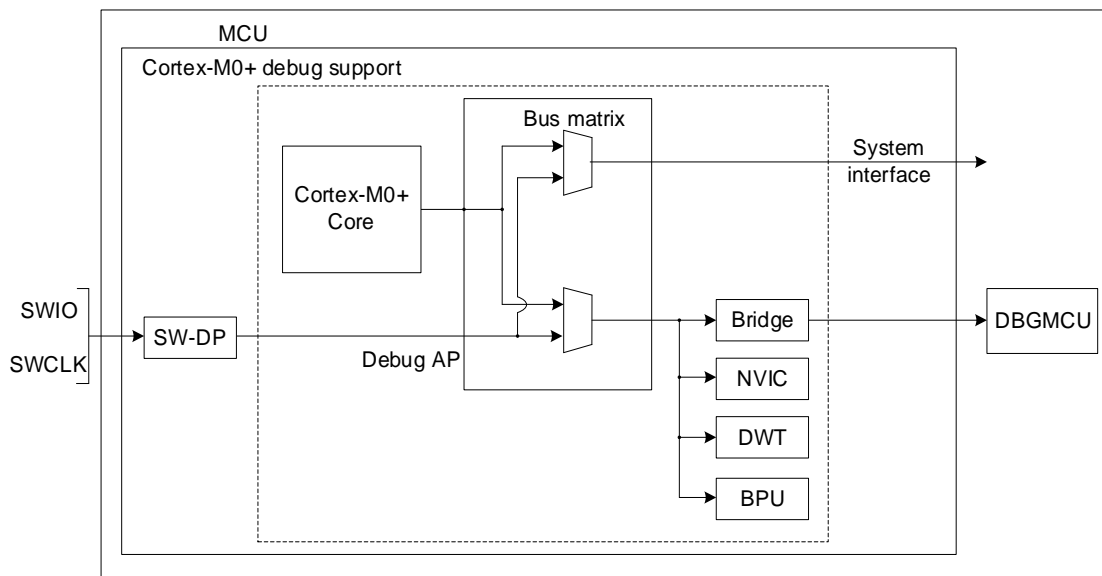 MCU
Cortex-M0+ debug support
Bus matrix
System
interface
Cortex-M0+
Core
SWIO
SWCLK
SW-DP
Debug AP
Bridge
DBGMCU
NVIC
DWT
BPU